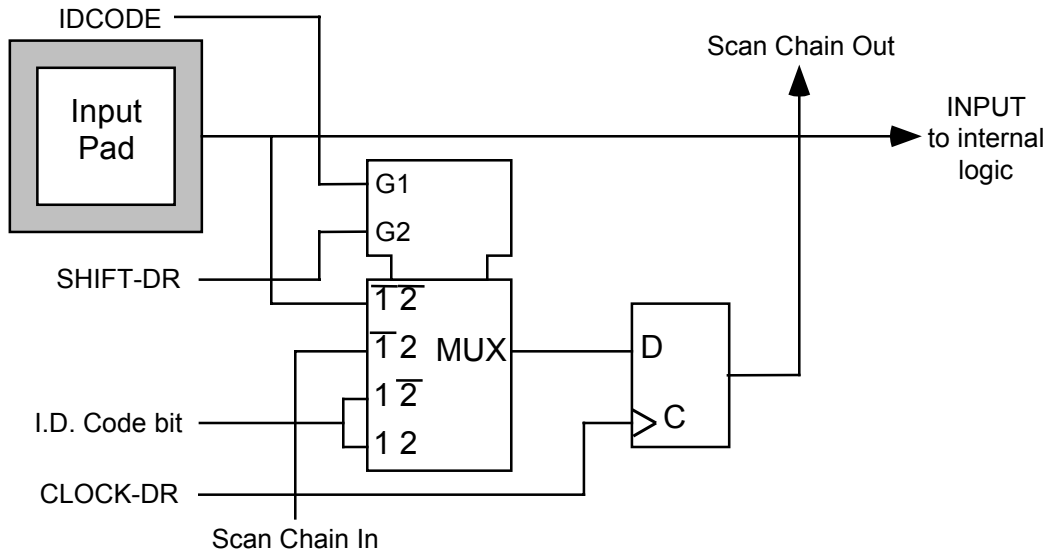 IDCODE
Scan Chain Out
Input
Pad
INPUT
to internal
logic
G1
G2
SHIFT-DR
1̅ 2̅
1̅ 2
MUX
D
1 2̅
I.D. Code bit
C
1 2
CLOCK-DR
Scan Chain In